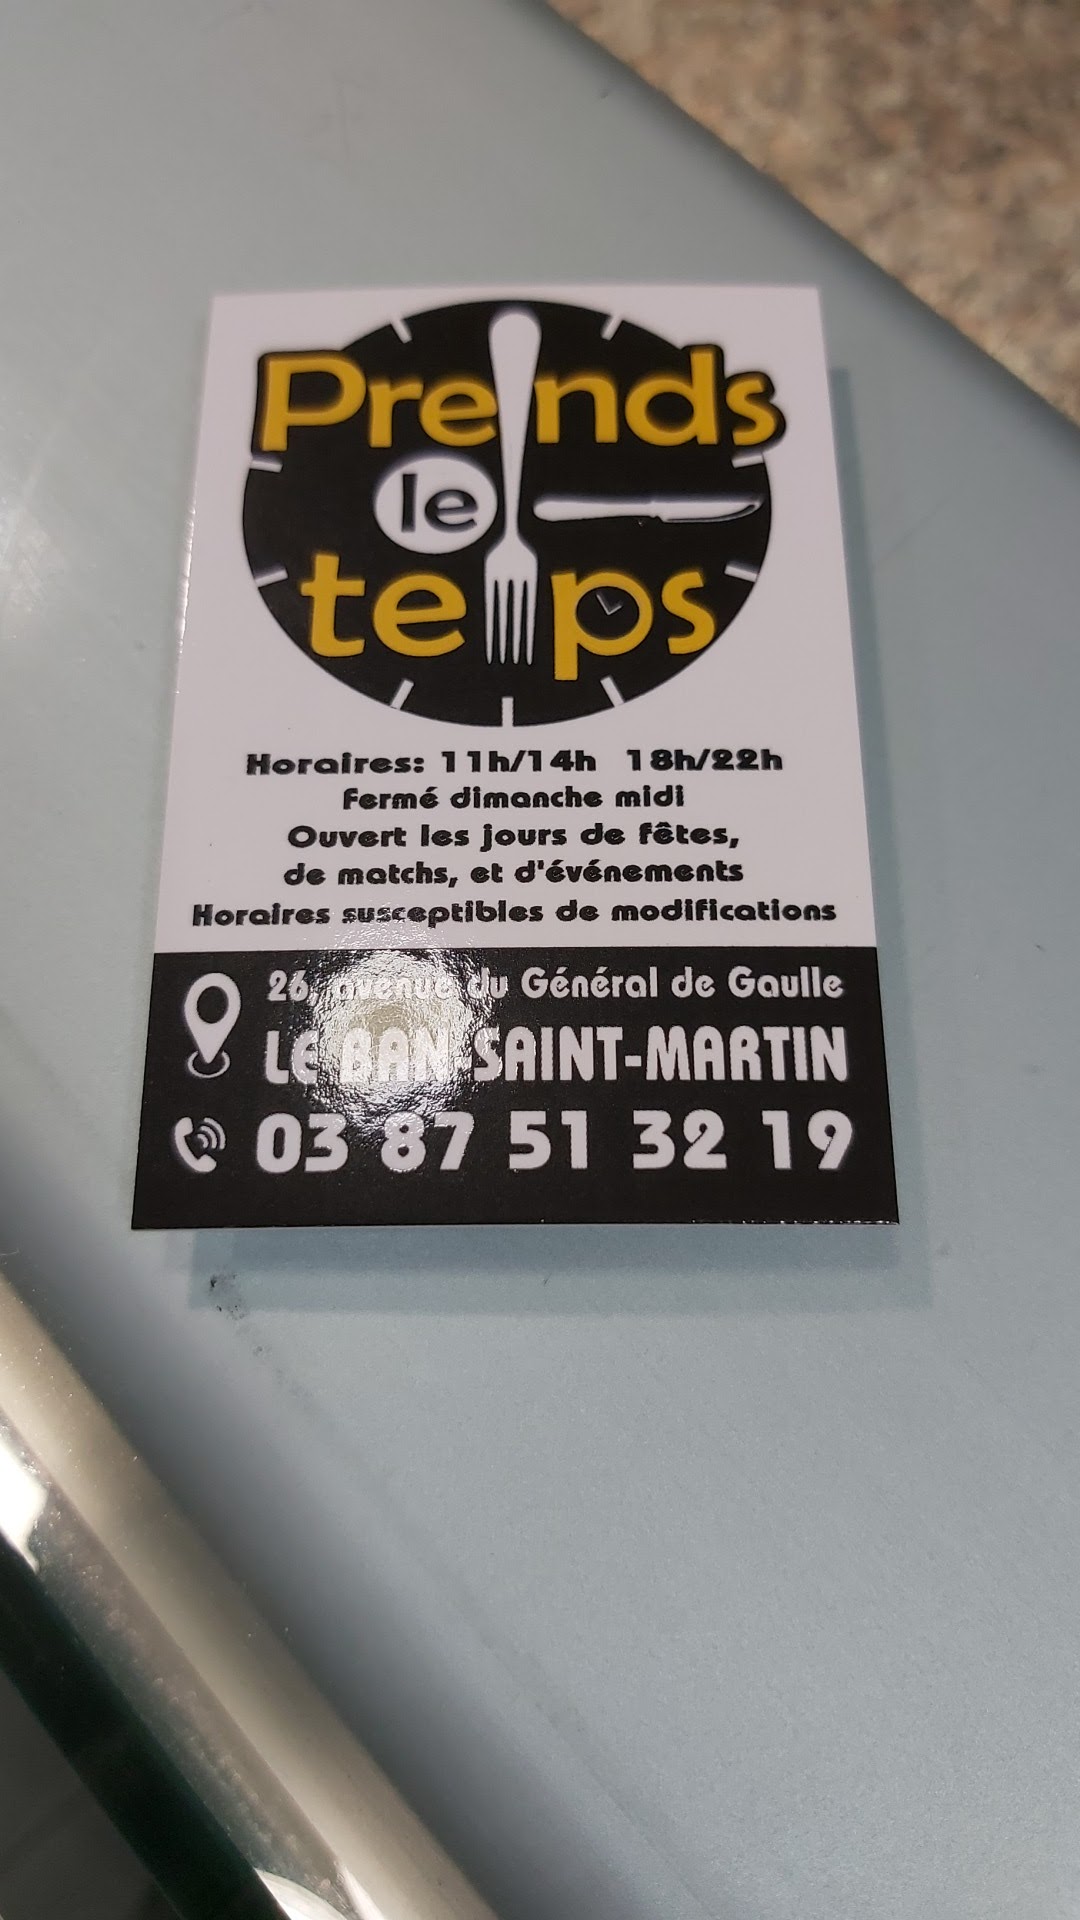 Prends
le
teps
Horaires: 11h/14h 18h/22h
Fermé dimanche midi
Ouvert les jours de fêtes,
de matchs, et d'événements
Horaires susceptibles de modifications
26, avenue du Général de Gaulle
LE BAN-SAINT-MARTIN
03 87 51 32 19